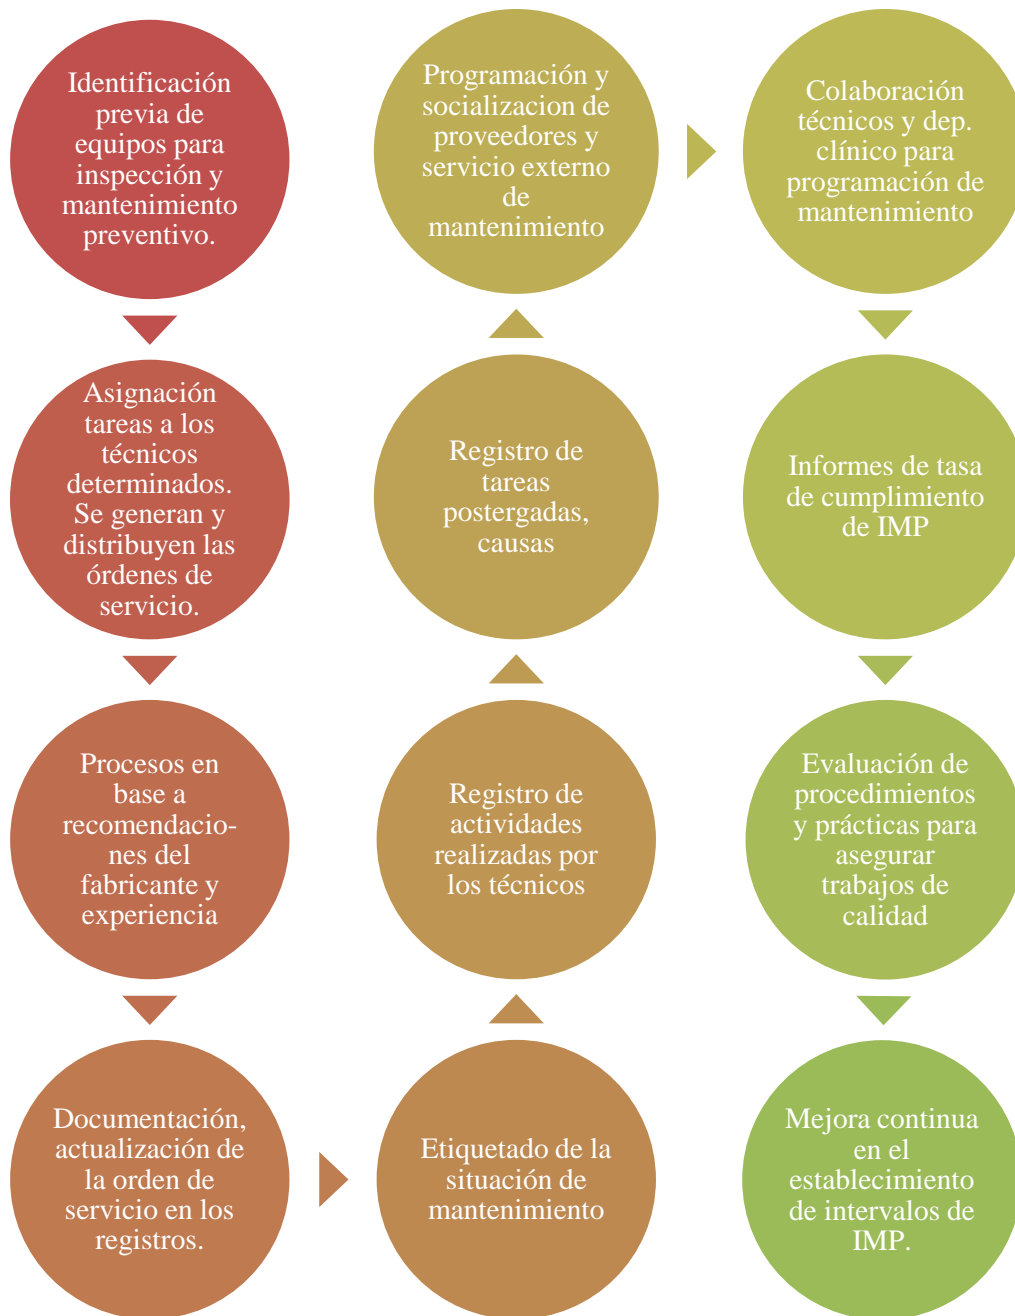 Identificación
previa de
equipos para
inspección y
mantenimiento
preventivo.
Asignación
tareas a los
técnicos
determinados.
Se generan y
distribuyen las
órdenes de
servicio.
Procesos en
base a
recomendacio-
nes del
fabricante y
experiencia
Documentación,
actualización de
la orden de
servicio en los
registros.
Etiquetado de la
situación de
mantenimiento
Registro de
actividades
realizadas por
los técnicos
Registro de
tareas
postergadas,
causas
Programación y
socializacion de
proveedores y
servicio externo
de
mantenimiento
Colaboración
técnicos y dep.
clínico para
programación de
mantenimiento
Informes de tasa
de cumplimiento
de IMP
Evaluación de
procedimientos
y prácticas para
asegurar
trabajos de
calidad
Mejora continua
en el
establecimiento
de intervalos de
IMP.